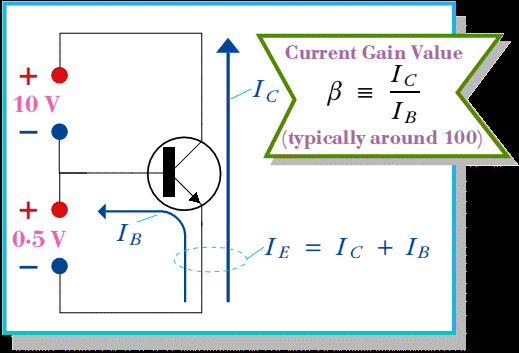 Current Gain Value
β ≡ I_C / I_B
(typically around 100)
I_C
+
10 V
−
+
0·5 V
−
I_B
I_E = I_C + I_B